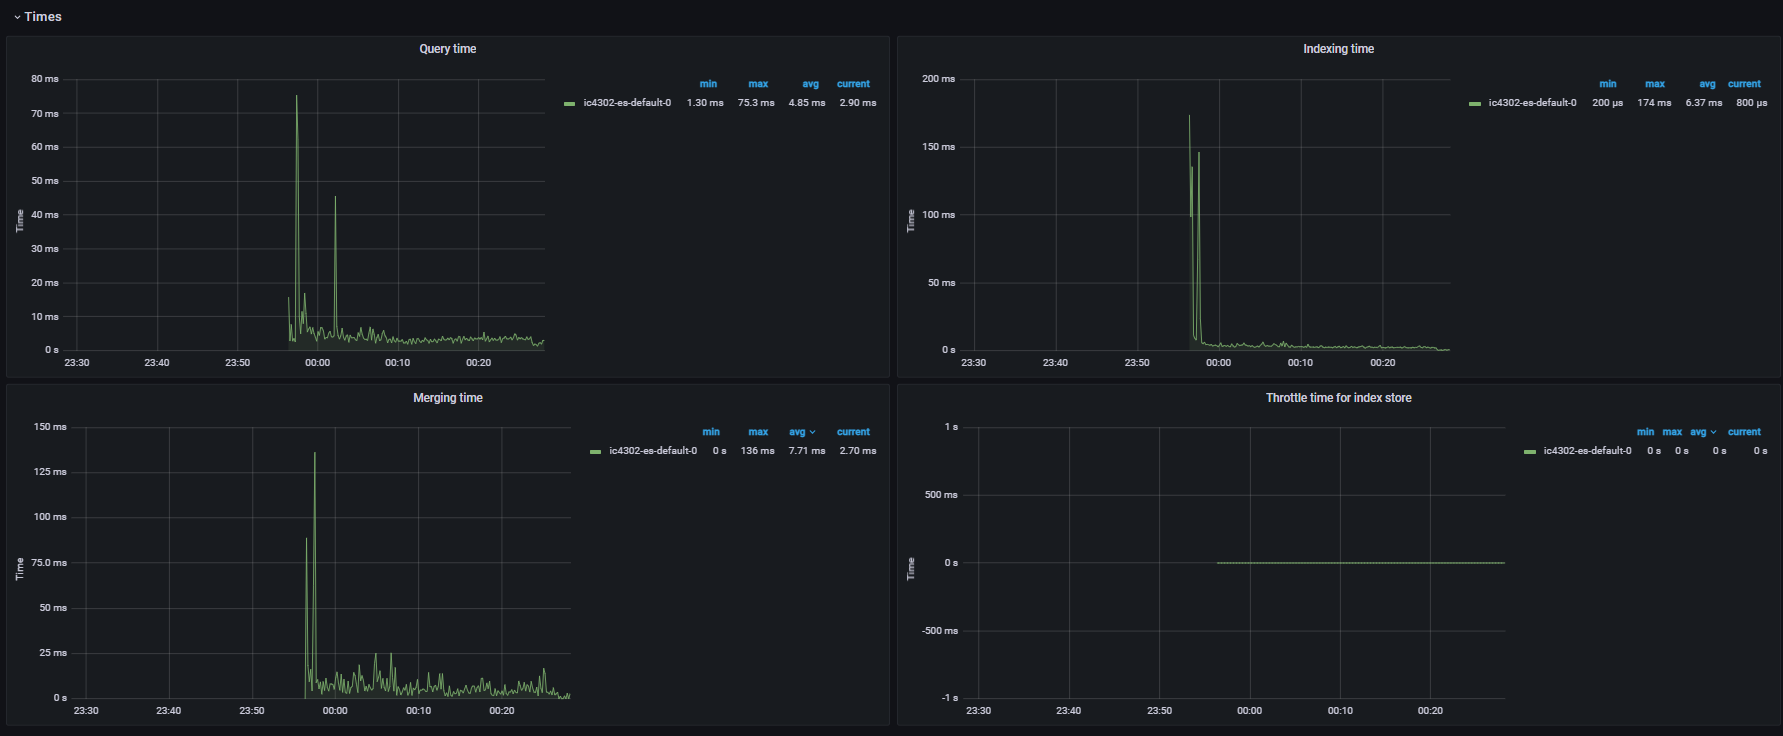 Times
Query time
80 ms
70 ms
60 ms
50 ms
40 ms
30 ms
20 ms
10 ms
0 s
Time
23:30 23:40 23:50 00:00 00:10 00:20
min max avg current
ic4302-es-default-0 1.30 ms 75.3 ms 4.85 ms 2.90 ms
Indexing time
200 ms
150 ms
100 ms
50 ms
0 s
Time
23:30 23:40 23:50 00:00 00:10 00:20
min max avg current
ic4302-es-default-0 200 µs 174 ms 6.37 ms 800 µs
Merging time
150 ms
125 ms
100 ms
75.0 ms
50 ms
25 ms
0 s
Time
23:30 23:40 23:50 00:00 00:10 00:20
min max avg current
ic4302-es-default-0 0 s 136 ms 7.71 ms 2.70 ms
Throttle time for index store
1 s
500 ms
0 s
-500 ms
-1 s
Time
23:30 23:40 23:50 00:00 00:10 00:20
min max avg current
ic4302-es-default-0 0 s 0 s 0 s 0 s